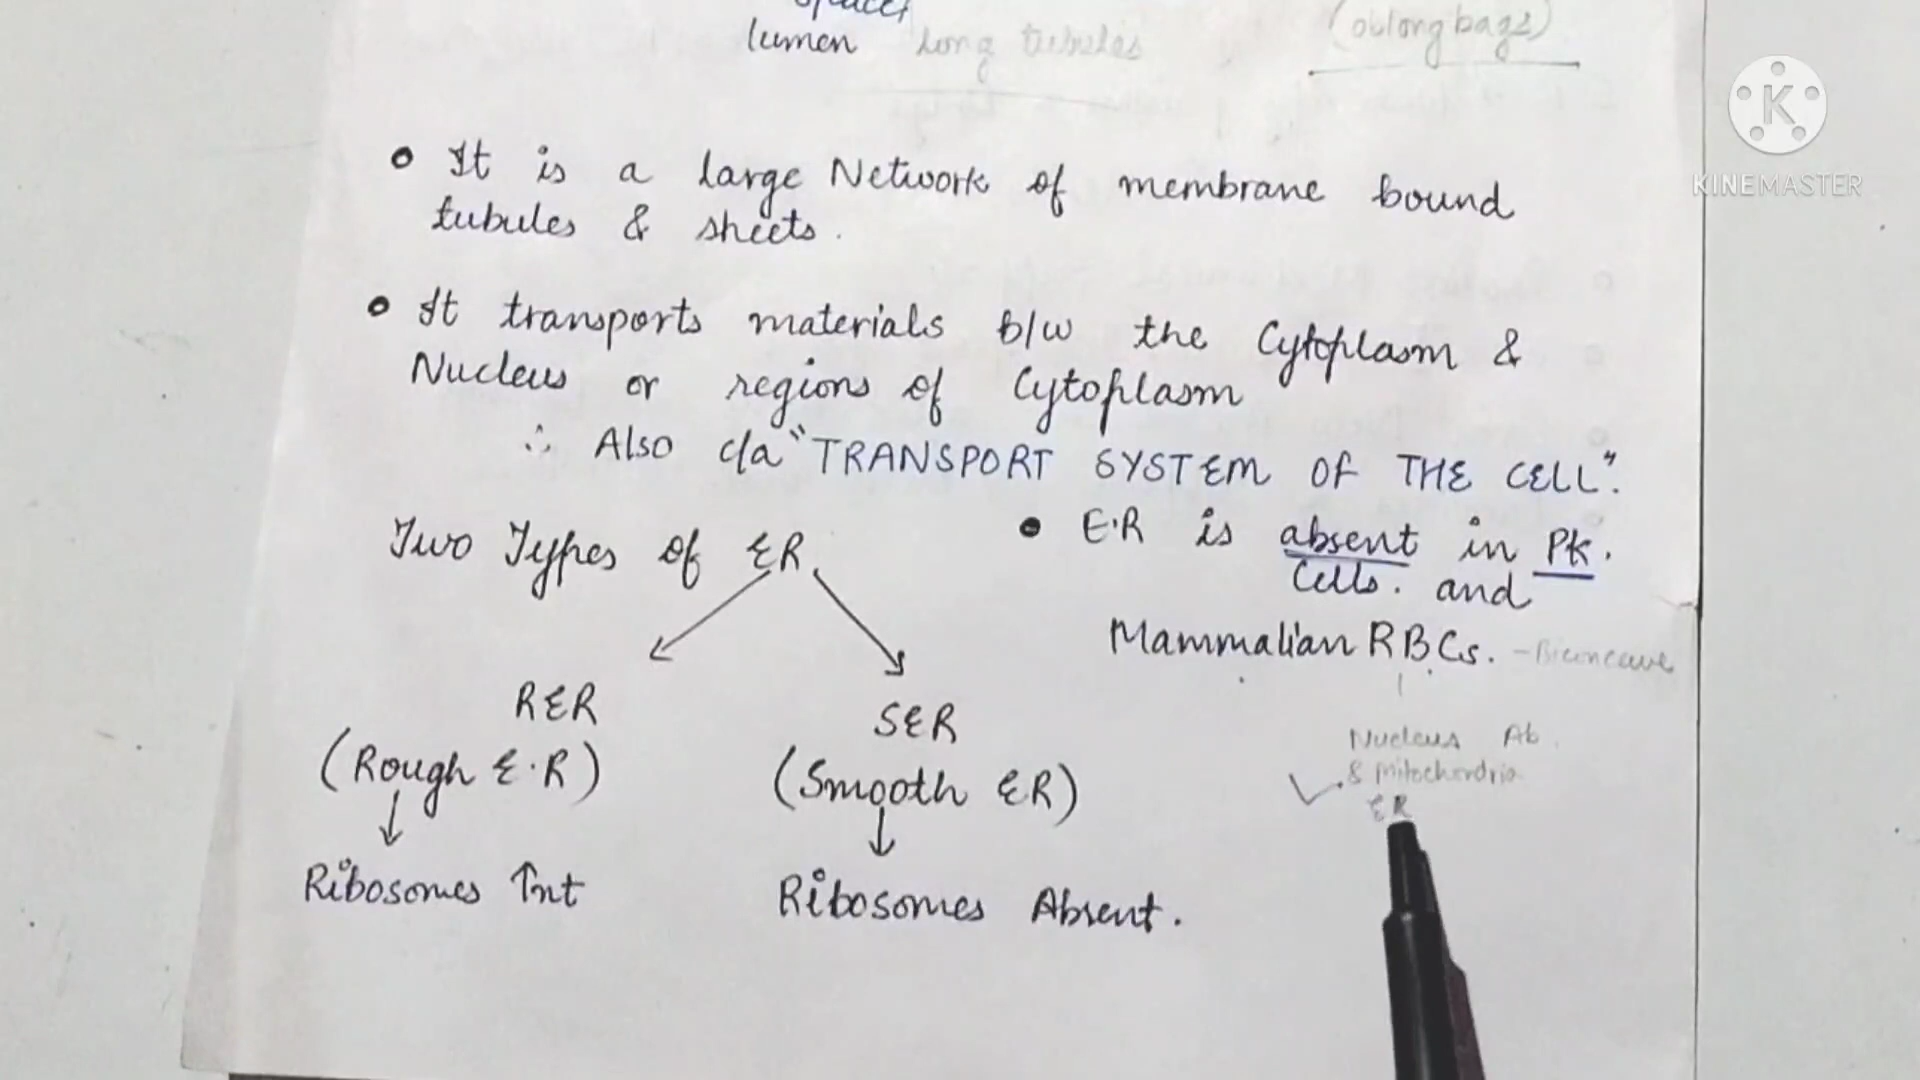 spaces
lumen long tubules
(oblong bags)
• It is a large Network of membrane bound
tubules & sheets.
• It transports materials b/w the Cytoplasm &
Nucleus or regions of Cytoplasm
∴ Also c/a "TRANSPORT SYSTEM OF THE CELL".
Two Types of ER
• E.R is absent in PK.
Cells. and
Mammalian RBCs. - Biconcave
RER
(Rough E.R)
Ribosomes ↑nt
SER
(Smooth ER)
Ribosomes Absent.
Nucleus Ab.
& Mitochondria
ER
KINEMASTER